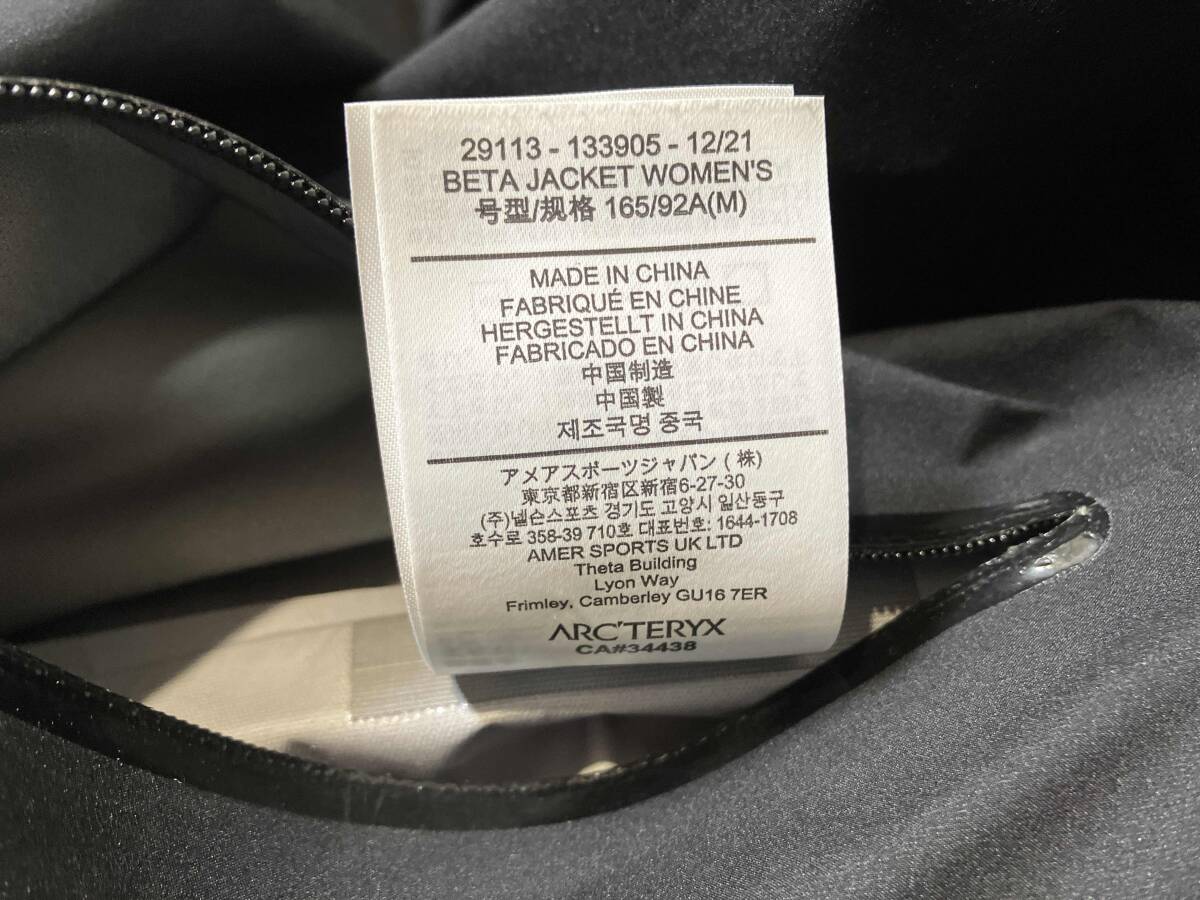 29113 - 133905 - 12/21
BETA JACKET WOMEN'S
号型/规格 165/92A(M)
MADE IN CHINA
FABRIQUÉ EN CHINE
HERGESTELLT IN CHINA
FABRICADO EN CHINA
中国制造
中国製
제조국명 중국
アメアスポーツジャパン ( 株)
東京都新宿区新宿6-27-30
(주)넬슨스포츠 경기도 고양시 일산동구
호수로 358-39 710호 대표번호: 1644-1708
AMER SPORTS UK LTD
Theta Building
Lyon Way
Frimley, Camberley GU16 7ER
ARC'TERYX
CA#34438